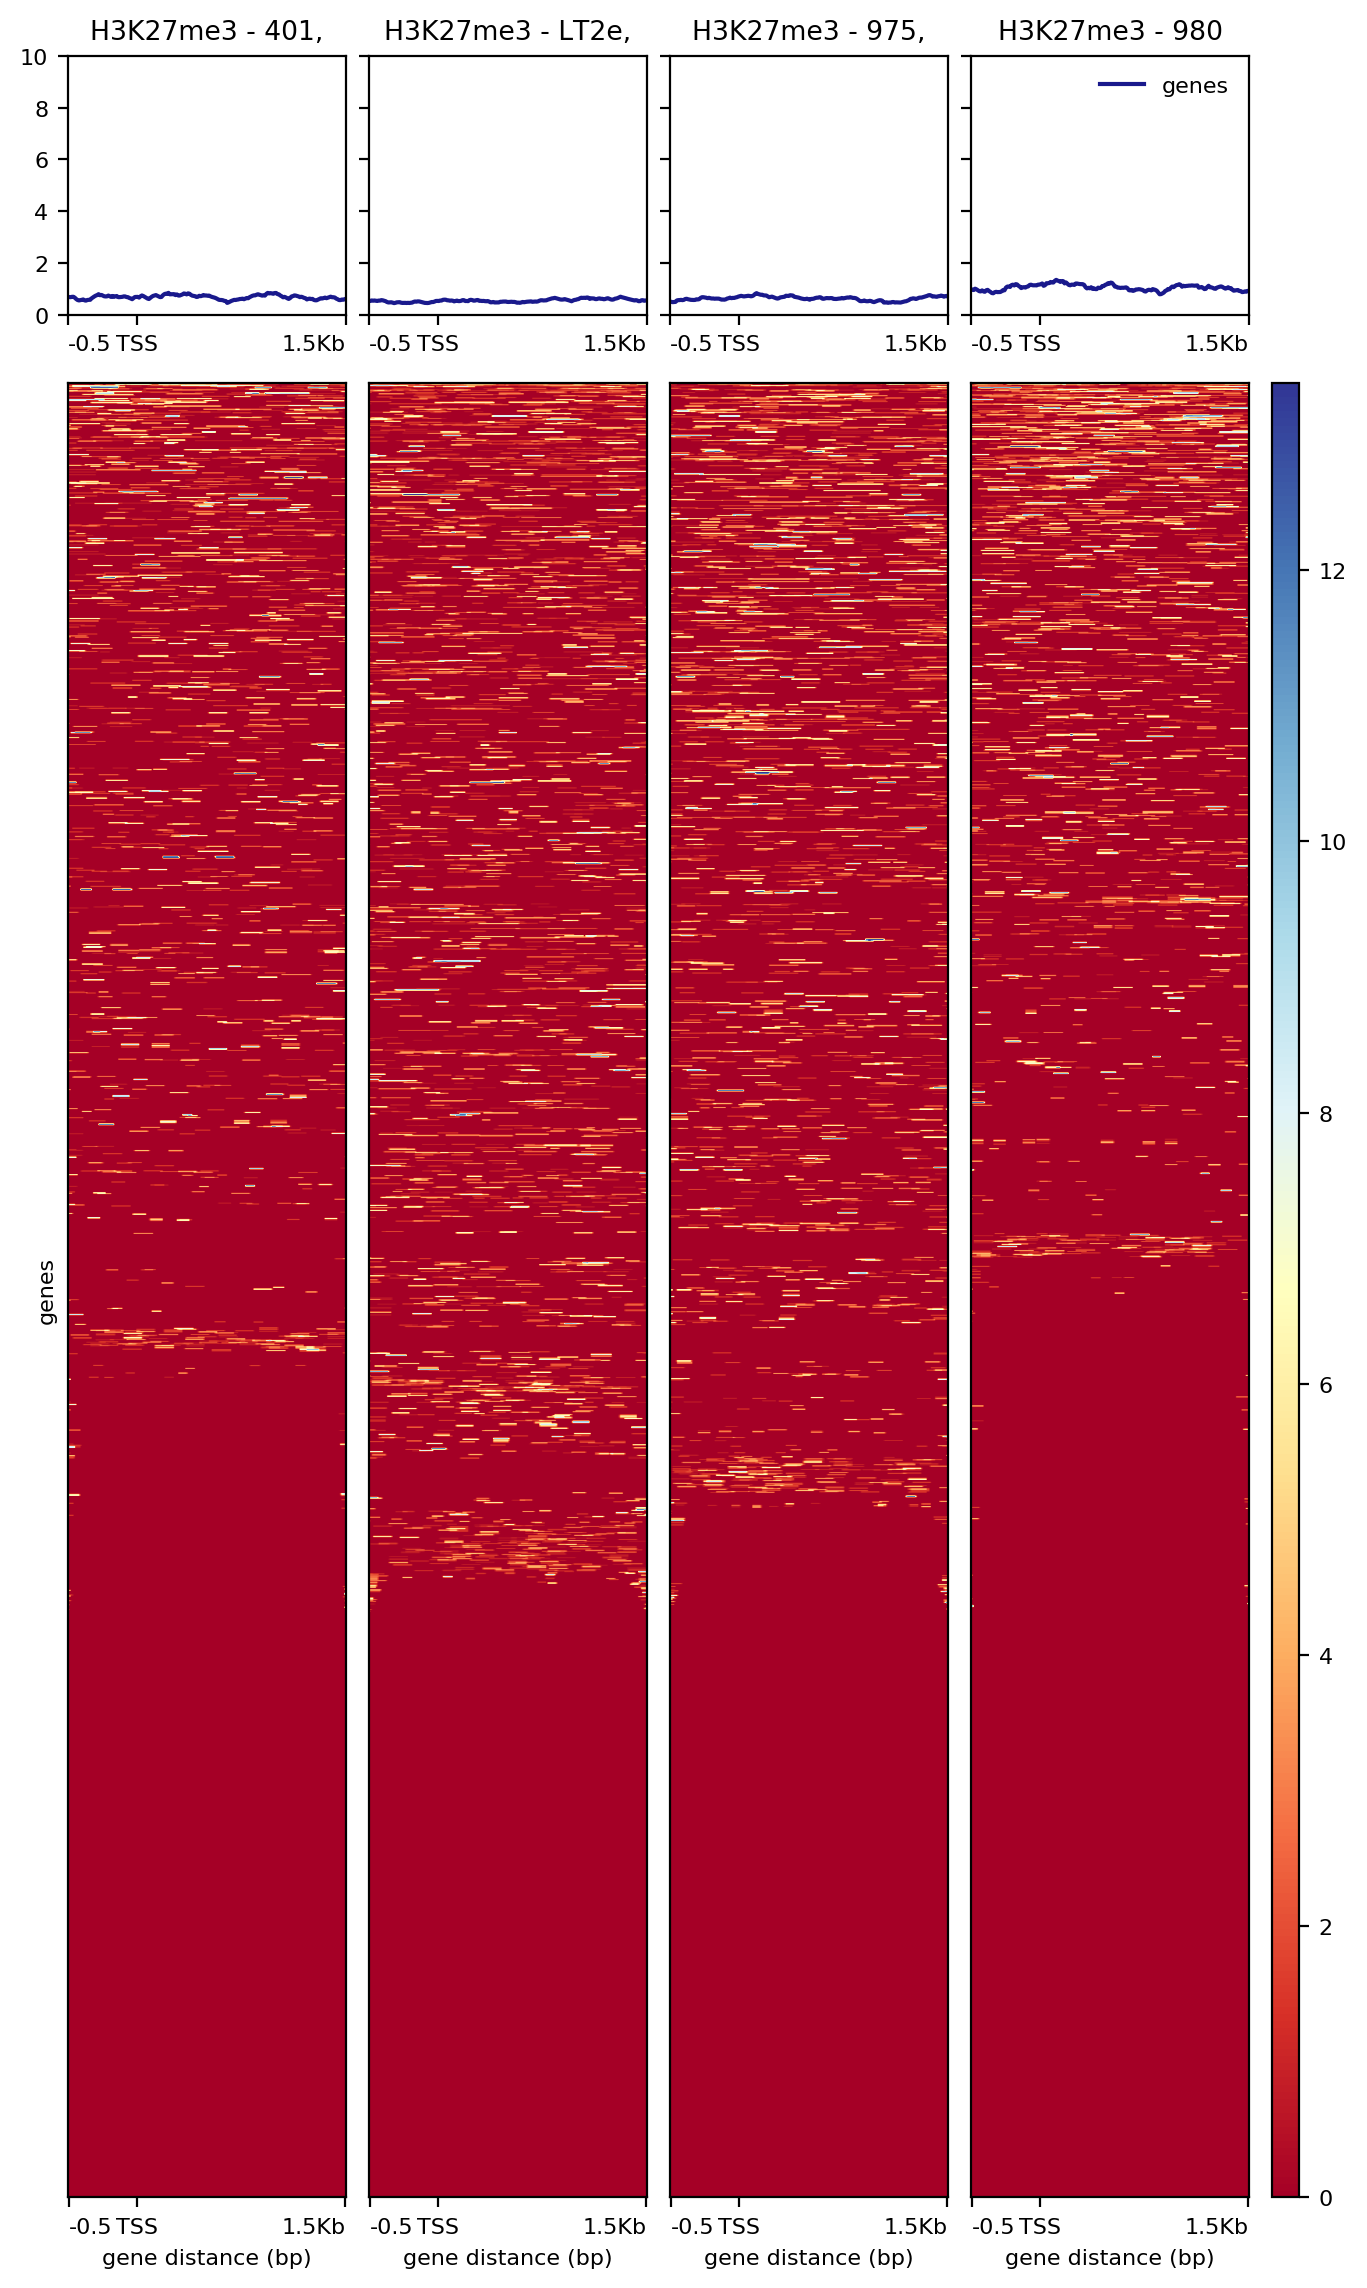 H3K27me3 - 401, H3K27me3 - LT2e, H3K27me3 - 975, H3K27me3 - 980
10
8
6
4
2
0
genes
-0.5 TSS 1.5Kb -0.5 TSS 1.5Kb -0.5 TSS 1.5Kb -0.5 TSS 1.5Kb
genes
12
10
8
6
4
2
0
-0.5 TSS 1.5Kb -0.5 TSS 1.5Kb -0.5 TSS 1.5Kb -0.5 TSS 1.5Kb
gene distance (bp) gene distance (bp) gene distance (bp) gene distance (bp)